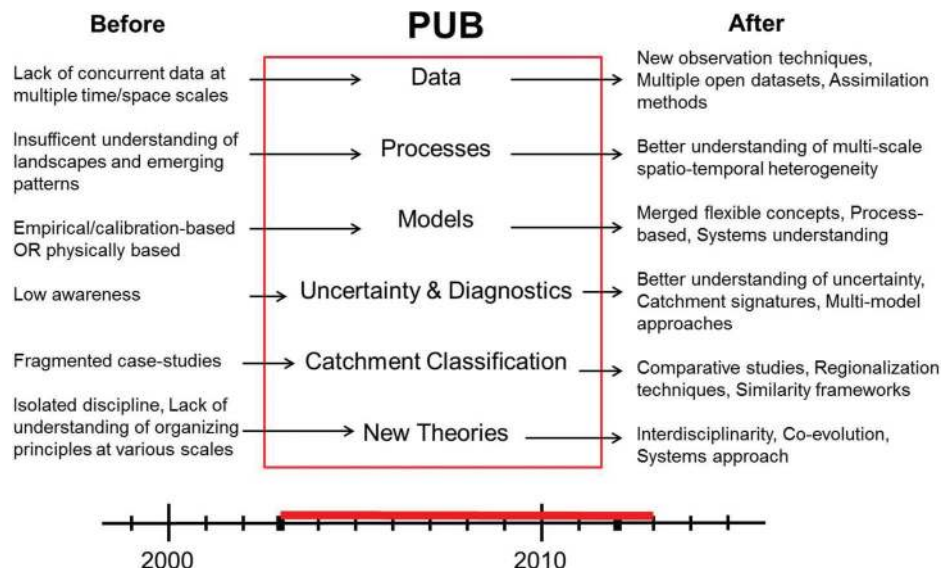 Before
PUB
After
Lack of concurrent data at
multiple time/space scales
Data
New observation techniques,
Multiple open datasets, Assimilation
methods
Insufficent understanding of
landscapes and emerging
patterns
Processes
Better understanding of multi-scale
spatio-temporal heterogeneity
Empirical/calibration-based
OR physically based
Models
Merged flexible concepts, Process-
based, Systems understanding
Low awareness
Uncertainty & Diagnostics
Better understanding of uncertainty,
Catchment signatures, Multi-model
approaches
Fragmented case-studies
Catchment Classification
Comparative studies, Regionalization
techniques, Similarity frameworks
Isolated discipline, Lack of
understanding of organizing
principles at various scales
New Theories
Interdisciplinarity, Co-evolution,
Systems approach
2000
2010